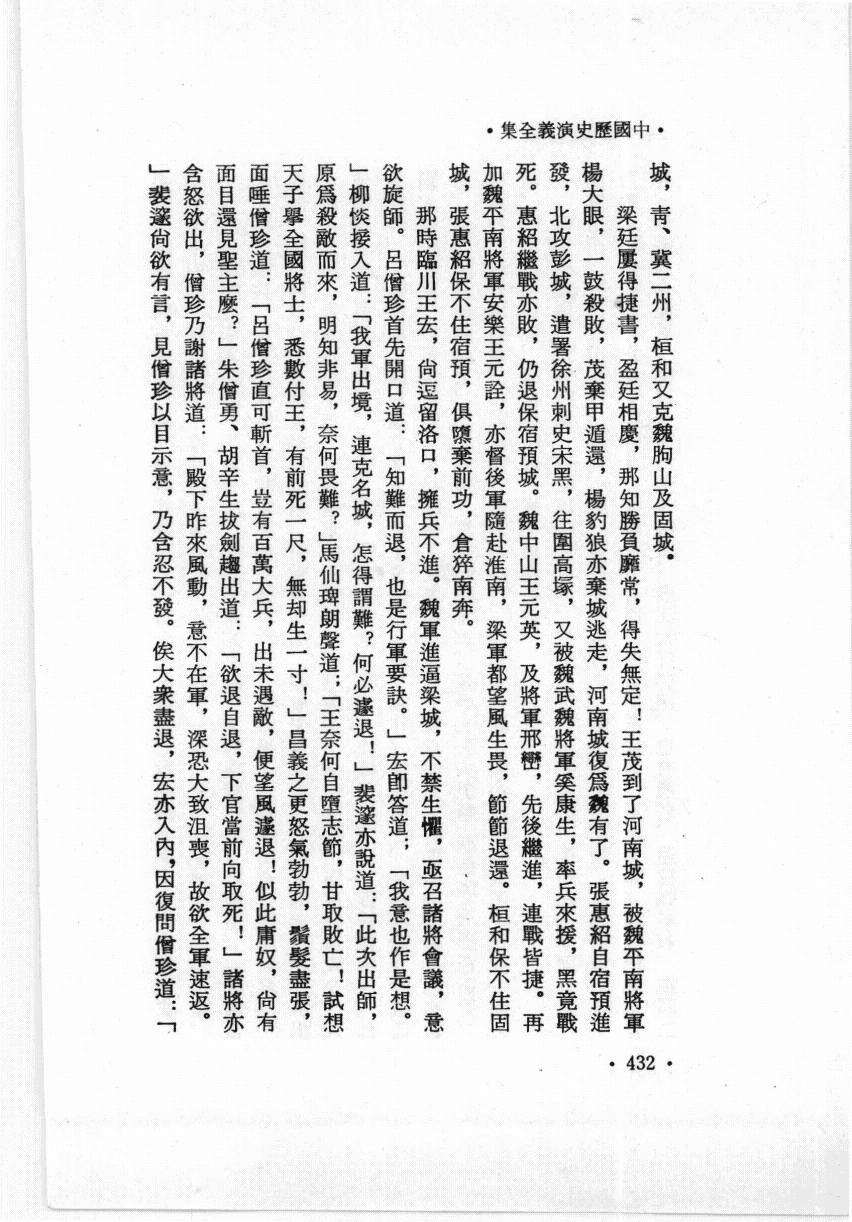 •中國歷史演義全集•
城，靑、冀二州，桓和又克魏朐山及固城。
梁廷屢得捷書，盈廷相慶，那知勝負靡常，得失無定！王茂到了河南城，被魏平南將軍
楊大眼，一鼓殺敗，茂棄甲遁還，楊豹狼亦棄城逃走，河南城復爲魏有了。張惠紹自宿預進
發，北攻彭城，遣署徐州刺史宋黑，往圍高塚，又被魏武魏將軍奚康生，率兵來援，黑竟戰
死。惠紹繼戰亦敗，仍退保宿預城。魏中山王元英，及將軍邢巒，先後繼進，連戰皆捷。再
加魏平南將軍安樂王元詮，亦督後軍隨赴淮南，梁軍都望風生畏，節節退還。桓和保不住固
城，張惠紹保不住宿預，俱隳棄前功，倉猝南奔。
那時臨川王宏，尙逗留洛口，擁兵不進。魏軍進逼梁城，不禁生懼，亟召諸將會議，意
欲旋師。呂僧珍首先開口道：「知難而退，也是行軍要訣。」宏卽答道；「我意也作是想。
」柳惔接入道：「我軍出境，連克名城，怎得謂難？何必遽退！」裴邃亦說道：「此次出師，
原爲殺敵而來，明知非易，奈何畏難？」馬仙琕朗聲道；「王奈何自墮志節，甘取敗亡！試想
天子舉全國將士，悉數付王，有前死一尺，無却生一寸！」昌義之更怒氣勃勃，鬚髮盡張，
面唾僧珍道：「呂僧珍直可斬首，豈有百萬大兵，出未遇敵，便望風遽退！似此庸奴，尙有
面目還見聖主麽？」朱僧勇、胡辛生拔劍趨出道：「欲退自退，下官當前向取死！」諸將亦
含怒欲出，僧珍乃謝諸將道：「殿下昨來風動，意不在軍，深恐大致沮喪，故欲全軍速返。
」裴邃尙欲有言，見僧珍以目示意，乃含忍不發。俟大衆盡退，宏亦入內，因復問僧珍道：「
•432•